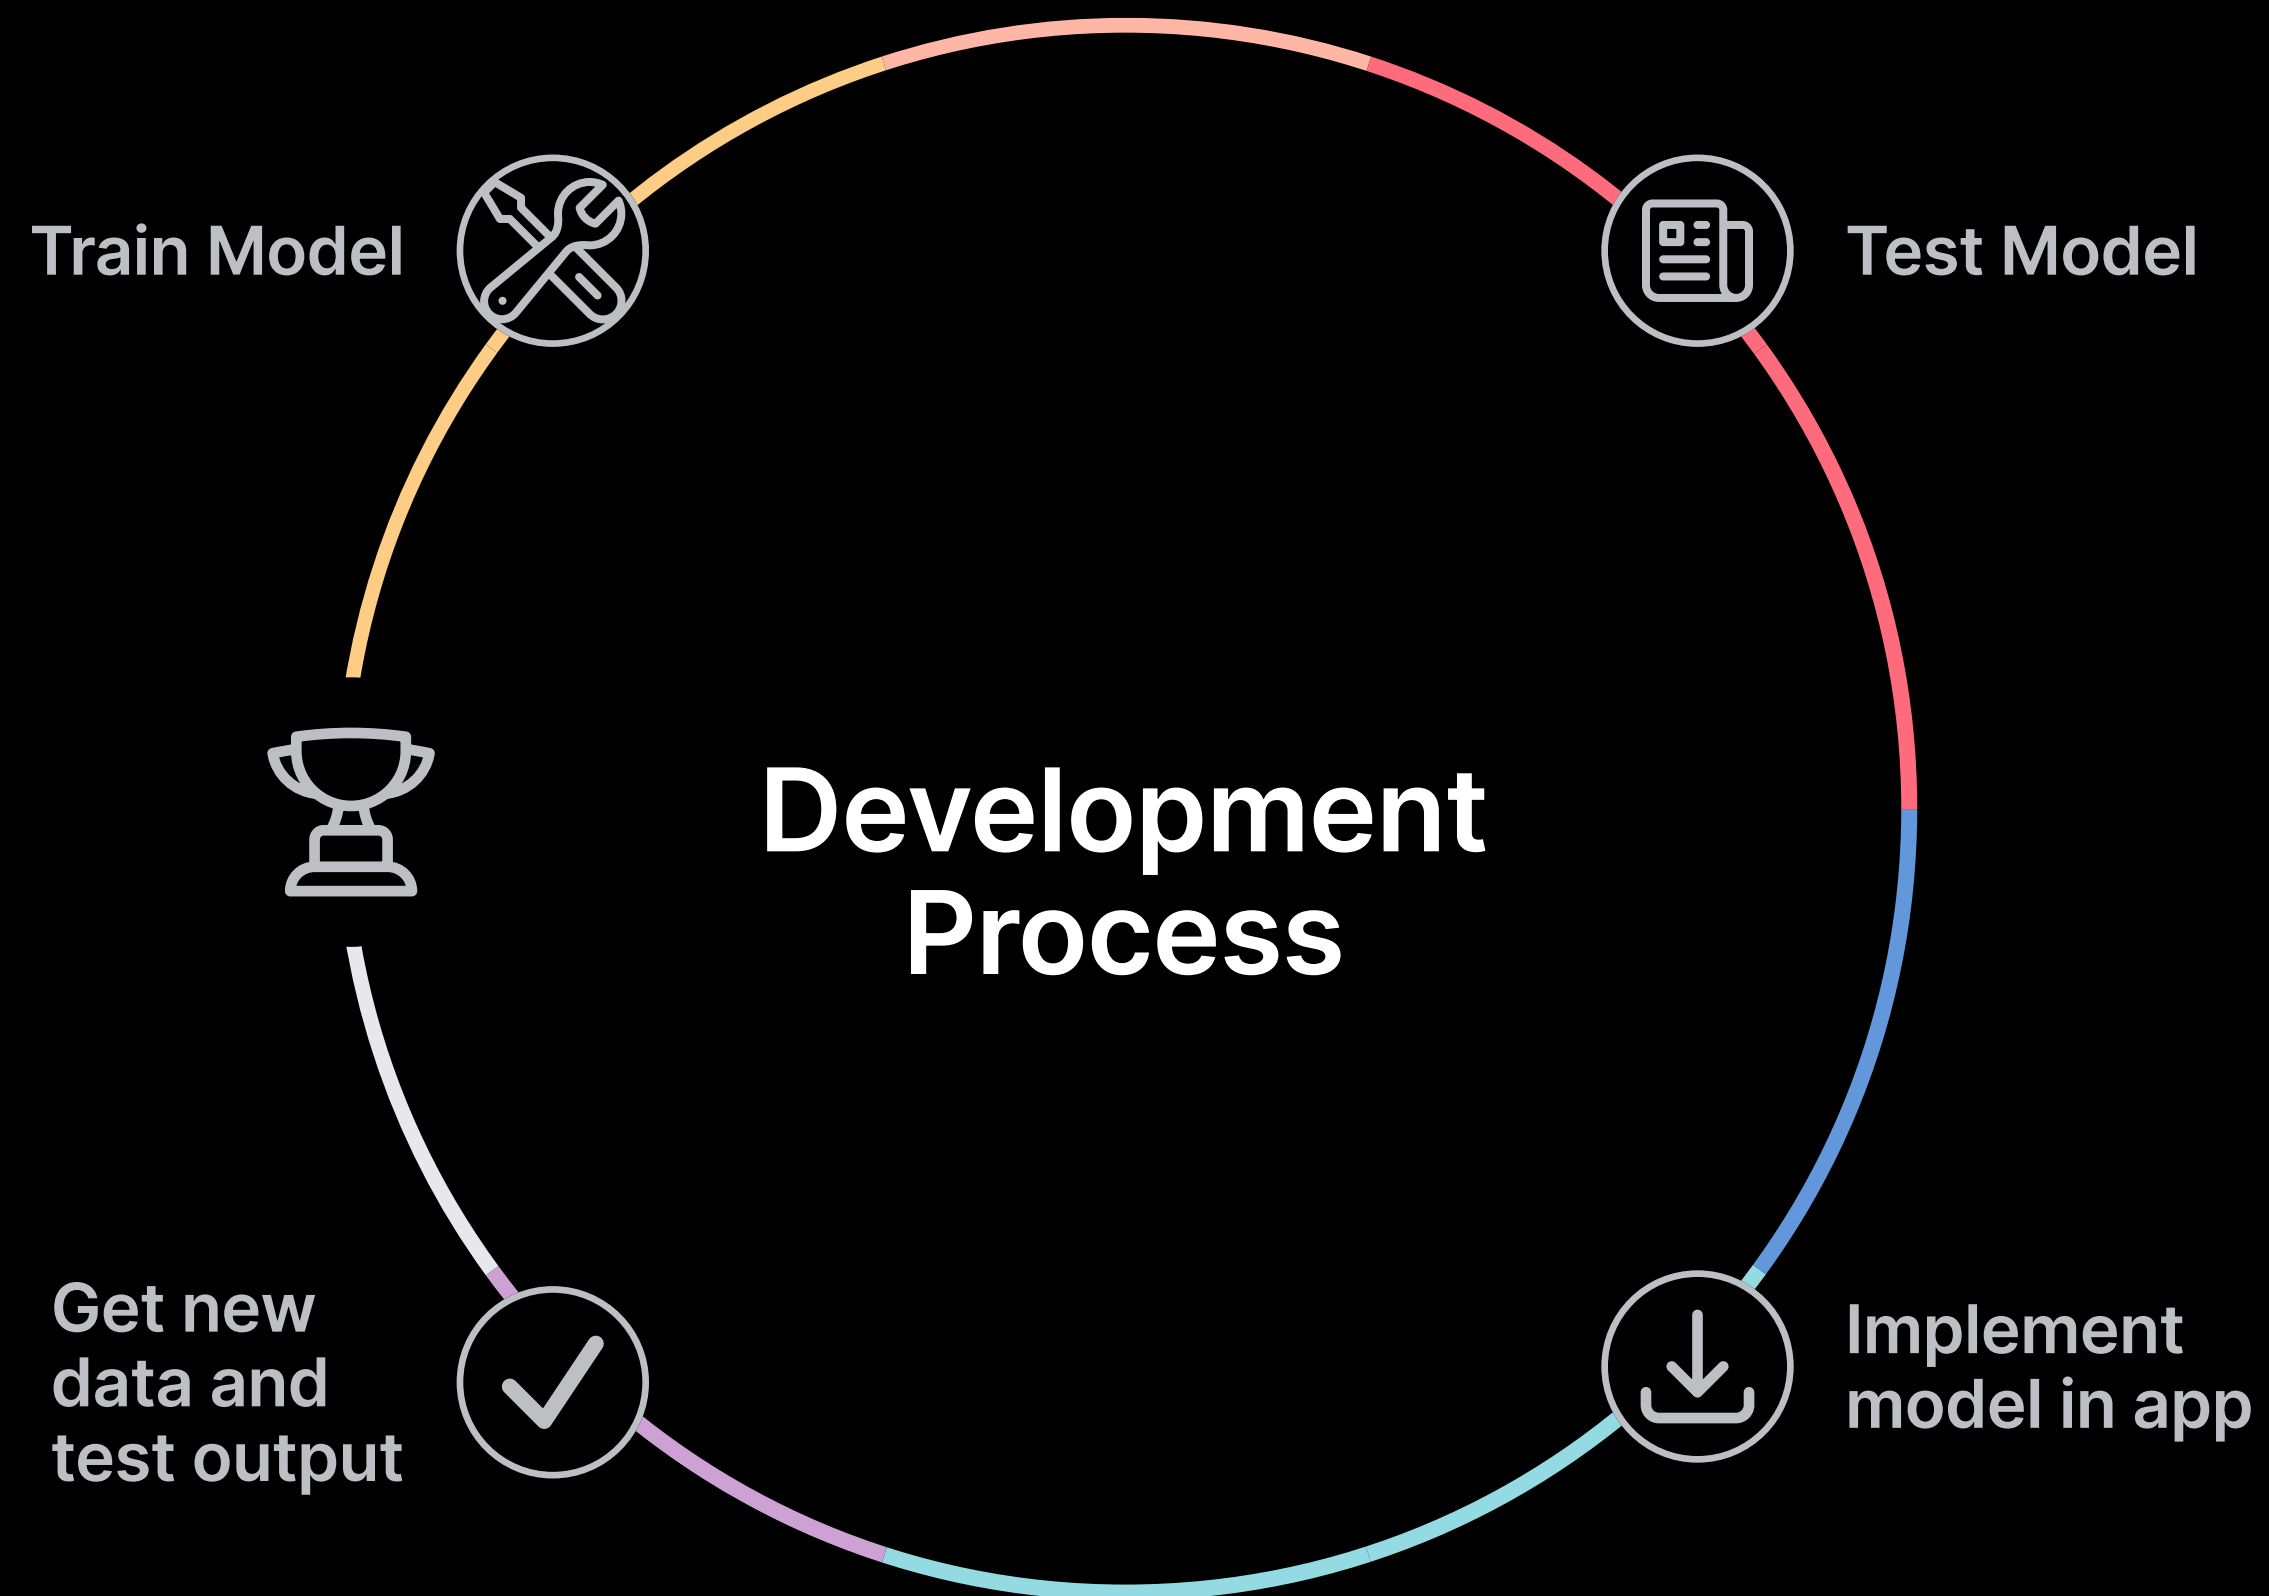 Train Model
Test Model
Development
Process
Get new
data and
test output
Implement
model in app